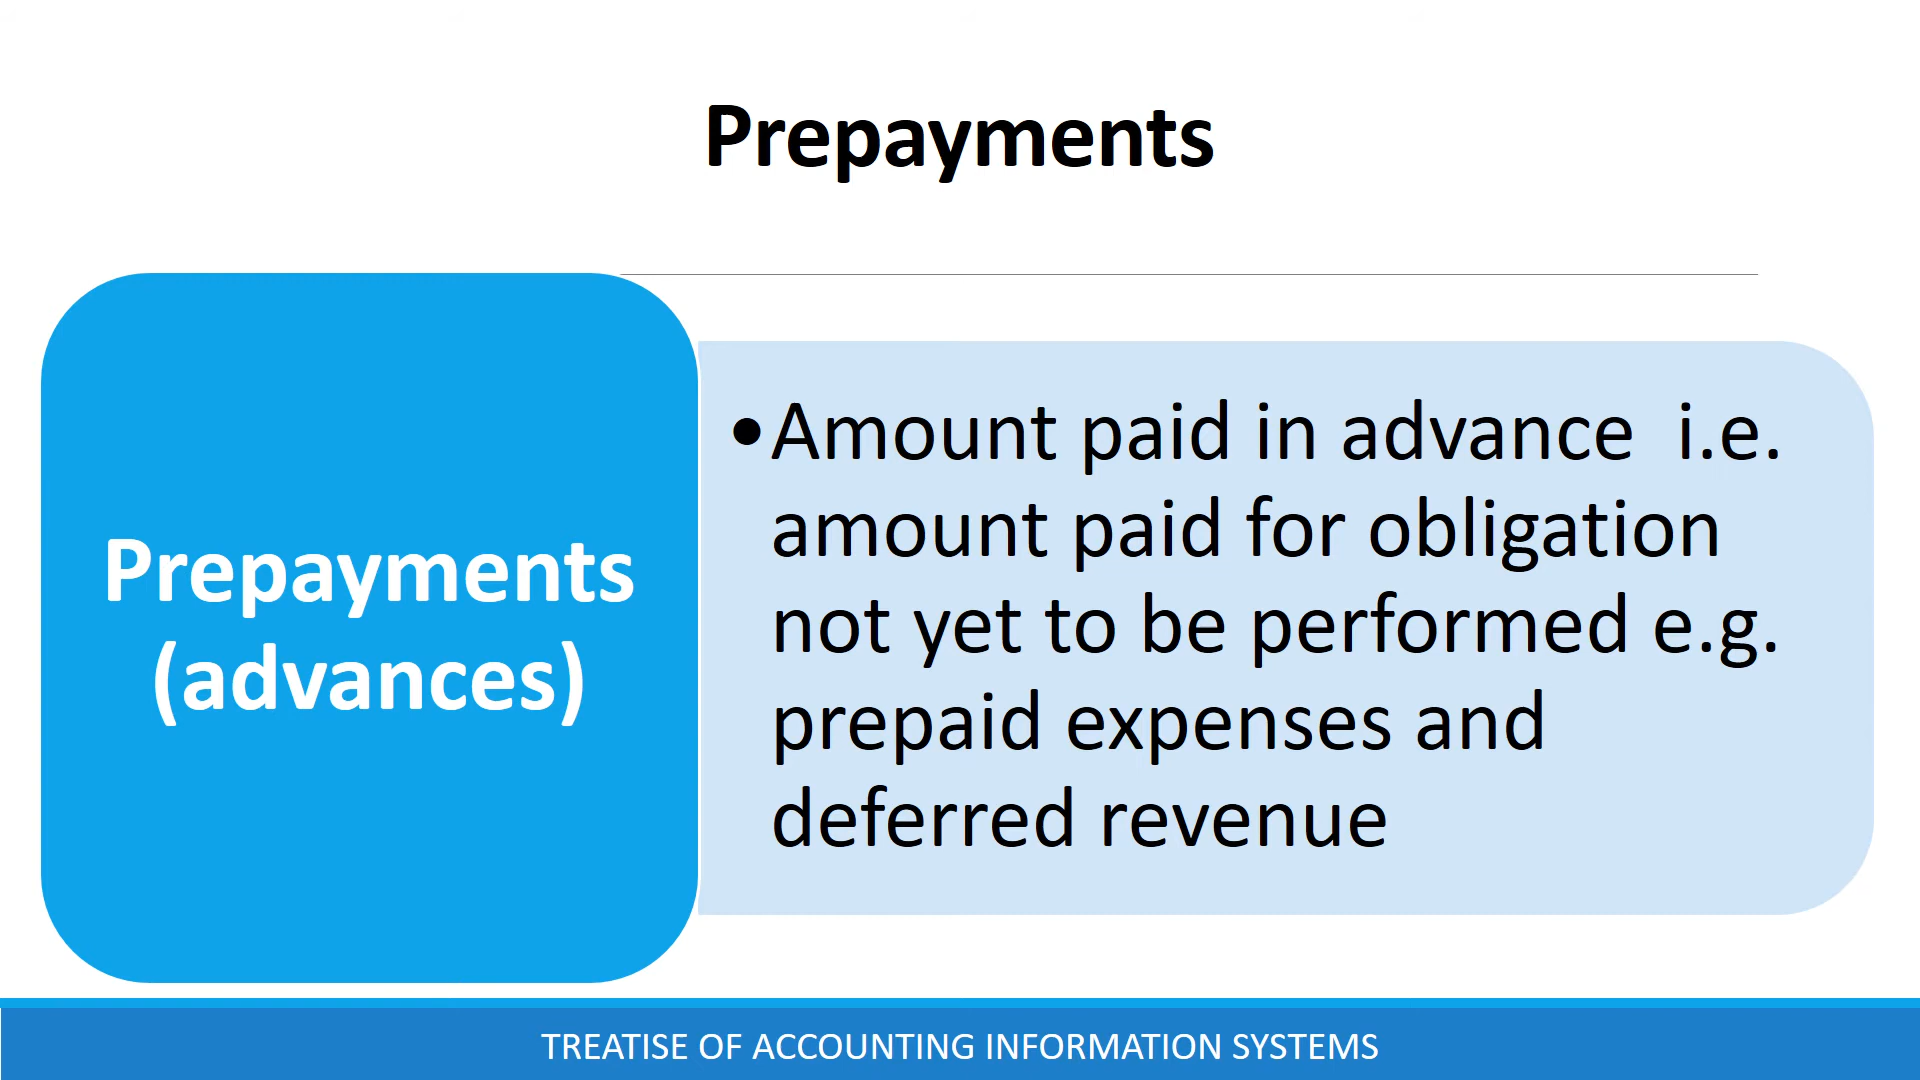 Prepayments
Prepayments
(advances)
•Amount paid in advance  i.e.
amount paid for obligation
not yet to be performed e.g.
prepaid expenses and
deferred revenue
TREATISE OF ACCOUNTING INFORMATION SYSTEMS